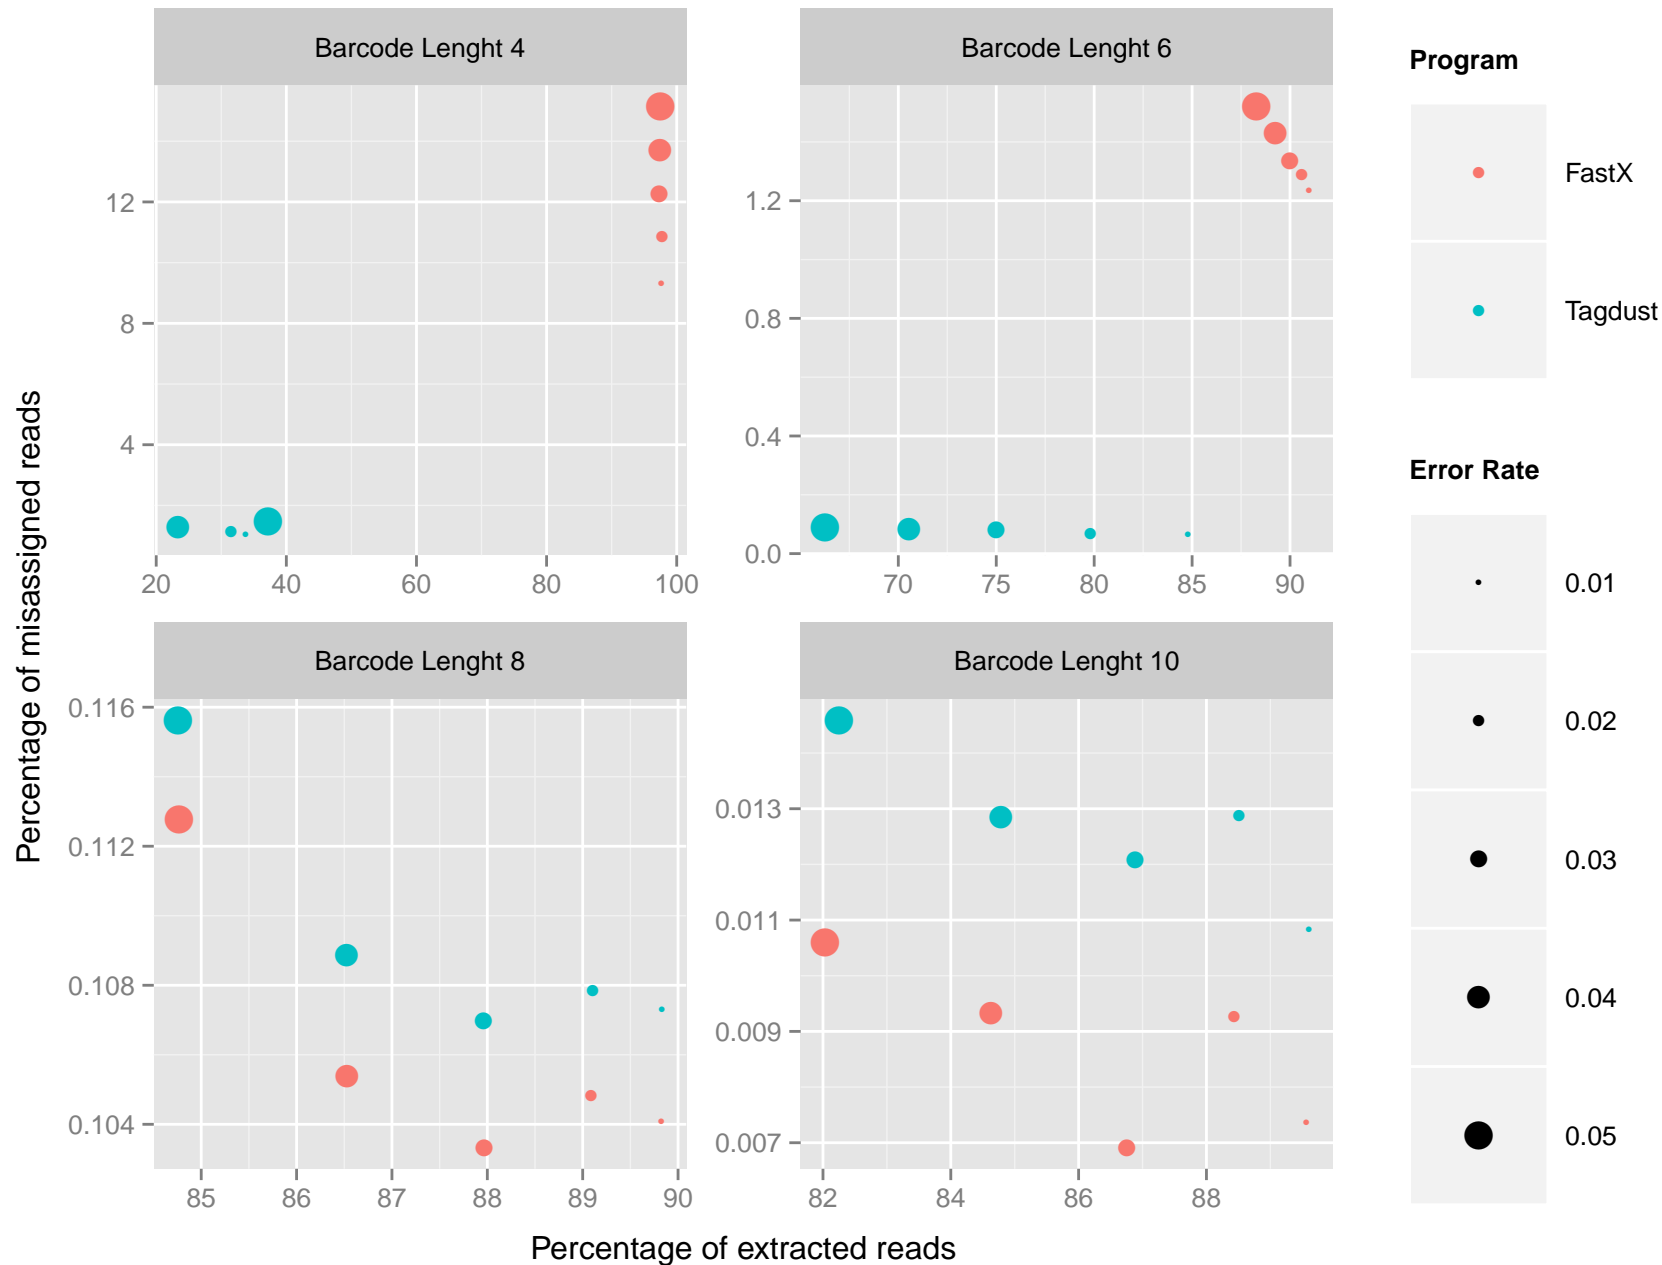 Barcode Lenght 4
Barcode Lenght 6
12
8
4
20 40 60 80 100
1.2
0.8
0.4
0.0
70 75 80 85 90
Barcode Lenght 8
Barcode Lenght 10
0.116
0.112
0.108
0.104
85 86 87 88 89 90
0.013
0.011
0.009
0.007
82 84 86 88
Percentage of misassigned reads
Percentage of extracted reads
Program
FastX
Tagdust
Error Rate
0.01
0.02
0.03
0.04
0.05